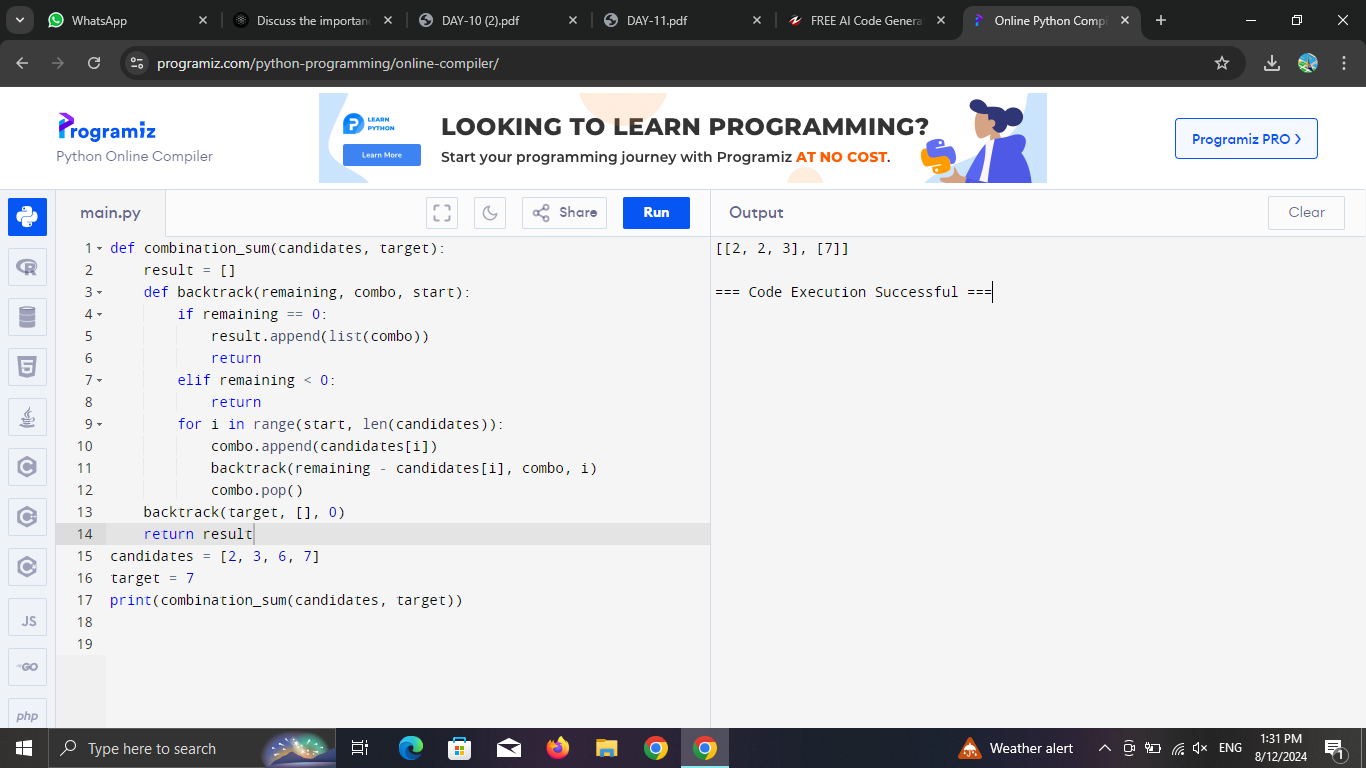 WhatsApp
Discuss the importan
DAY-10 (2).pdf
DAY-11.pdf
FREE AI Code Genera
Online Python Compi
programiz.com/python-programming/online-compiler/
Programiz
Python Online Compiler
LEARN
PYTHON
Learn More
LOOKING TO LEARN PROGRAMMING?
Start your programming journey with Programiz AT NO COST.
Programiz PRO >
main.py
Share
Run
Output
Clear
1 def combination_sum(candidates, target):
2     result = []
3     def backtrack(remaining, combo, start):
4         if remaining == 0:
5             result.append(list(combo))
6             return
7         elif remaining < 0:
8             return
9         for i in range(start, len(candidates)):
10             combo.append(candidates[i])
11             backtrack(remaining - candidates[i], combo, i)
12             combo.pop()
13     backtrack(target, [], 0)
14     return result
15 candidates = [2, 3, 6, 7]
16 target = 7
17 print(combination_sum(candidates, target))
18
19
[[2, 2, 3], [7]]
=== Code Execution Successful ===
R
5
C
C
C
JS
GO
php
Type here to search
Weather alert
ENG
1:31 PM
8/12/2024
1